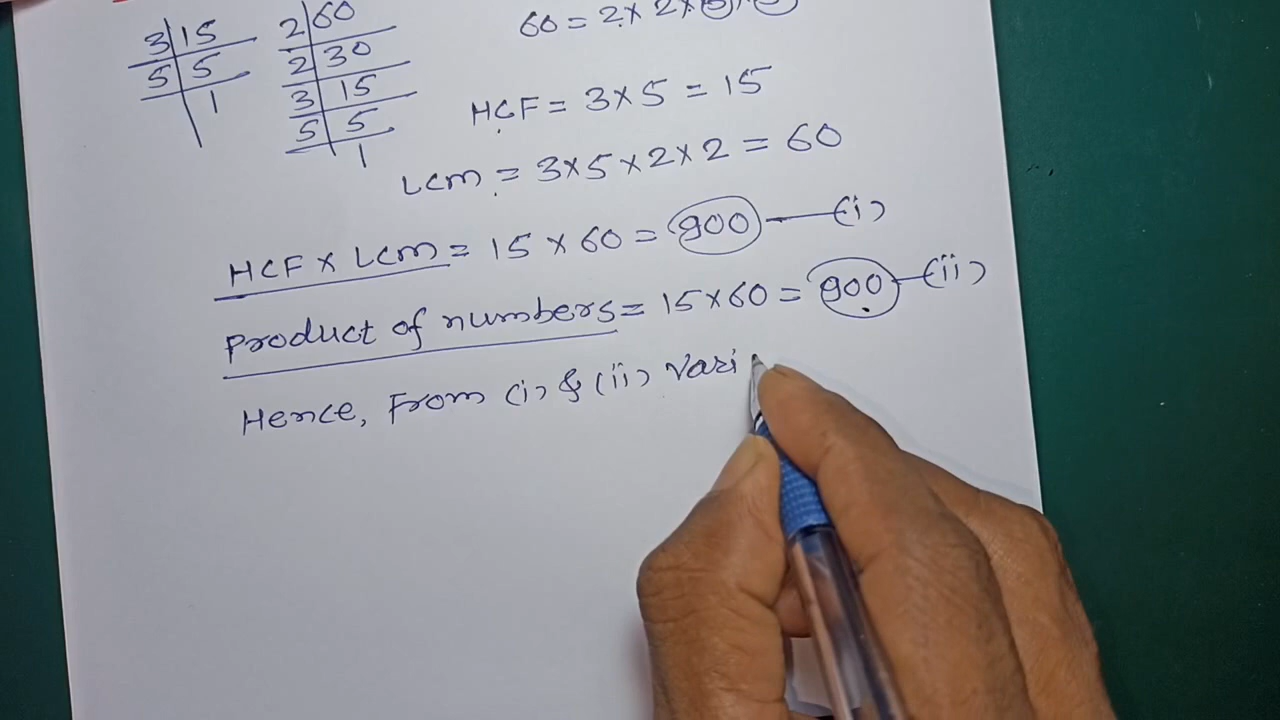 3 | 15
5 | 5
1
2 | 60
2 | 30
3 | 15
5 | 5
1
60 = 2 × 2 ×
HCF = 3 × 5 = 15
LCM = 3 × 5 × 2 × 2 = 60
HCF × LCM = 15 × 60 = 900 — (i)
Product of numbers = 15 × 60 = 900 — (ii)
Hence, From (i) & (ii) Vari